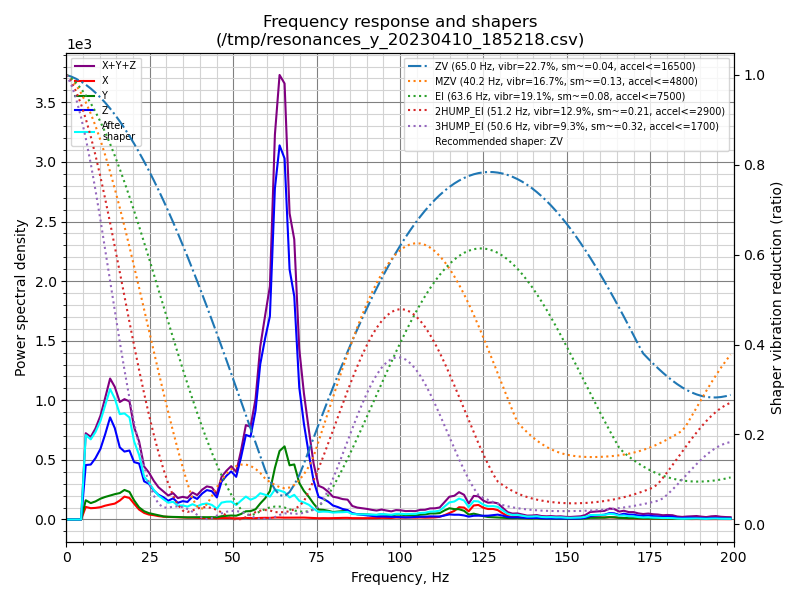 Frequency response and shapers
(/tmp/resonances_y_20230410_185218.csv)
1e3
X+Y+Z
X
Y
Z
After
shaper
ZV (65.0 Hz, vibr=22.7%, sm~=0.04, accel<=16500)
MZV (40.2 Hz, vibr=16.7%, sm~=0.13, accel<=4800)
EI (63.6 Hz, vibr=19.1%, sm~=0.08, accel<=7500)
2HUMP_EI (51.2 Hz, vibr=12.9%, sm~=0.21, accel<=2900)
3HUMP_EI (50.6 Hz, vibr=9.3%, sm~=0.32, accel<=1700)
Recommended shaper: ZV
Power spectral density
3.5
3.0
2.5
2.0
1.5
1.0
0.5
0.0
1.0
0.8
0.6
0.4
0.2
0.0
Shaper vibration reduction (ratio)
0 25 50 75 100 125 150 175 200
Frequency, Hz